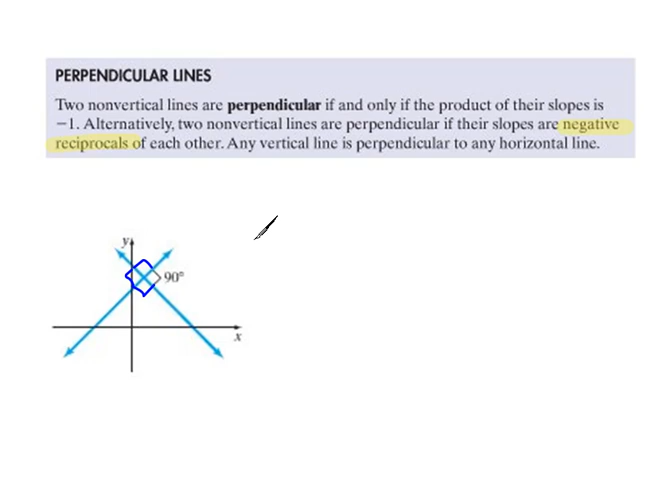 PERPENDICULAR LINES
Two nonvertical lines are perpendicular if and only if the product of their slopes is
−1. Alternatively, two nonvertical lines are perpendicular if their slopes are negative
reciprocals of each other. Any vertical line is perpendicular to any horizontal line.
y
90°
x